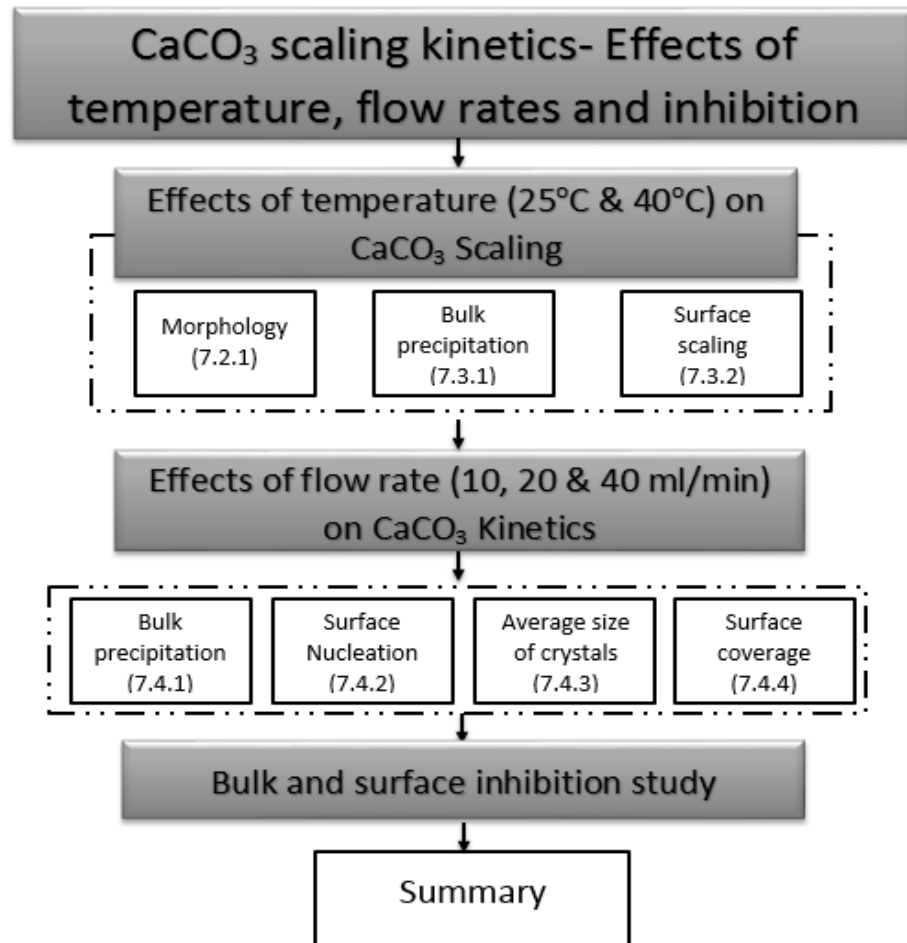 CaCO₃ scaling kinetics- Effects of
temperature, flow rates and inhibition
Effects of temperature (25°C & 40°C) on
CaCO₃ Scaling
Morphology
(7.2.1)
Bulk
precipitation
(7.3.1)
Surface
scaling
(7.3.2)
Effects of flow rate (10, 20 & 40 ml/min)
on CaCO₃ Kinetics
Bulk
precipitation
(7.4.1)
Surface
Nucleation
(7.4.2)
Average size
of crystals
(7.4.3)
Surface
coverage
(7.4.4)
Bulk and surface inhibition study
Summary